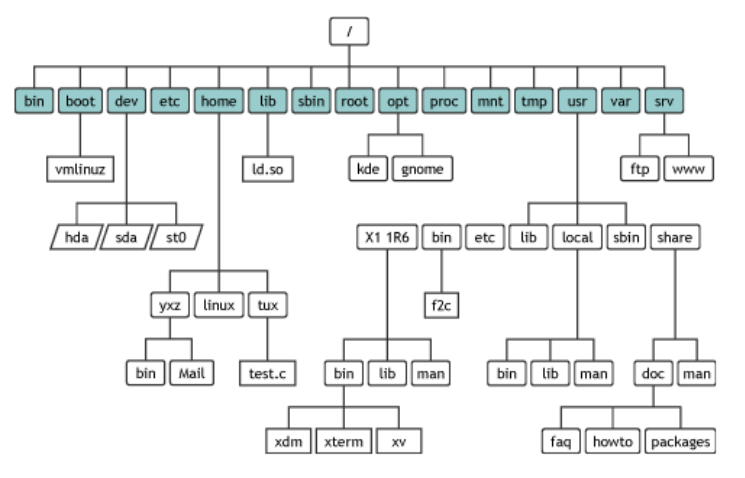 /
bin boot dev etc home lib sbin root opt proc mnt tmp usr var srv
vmlinuz ld.so kde gnome ftp www
hda sda st0 X1 1R6 bin etc lib local sbin share
yxz linux tux f2c
bin Mail test.c bin lib man bin lib man doc man
xdm xterm xv faq howto packages